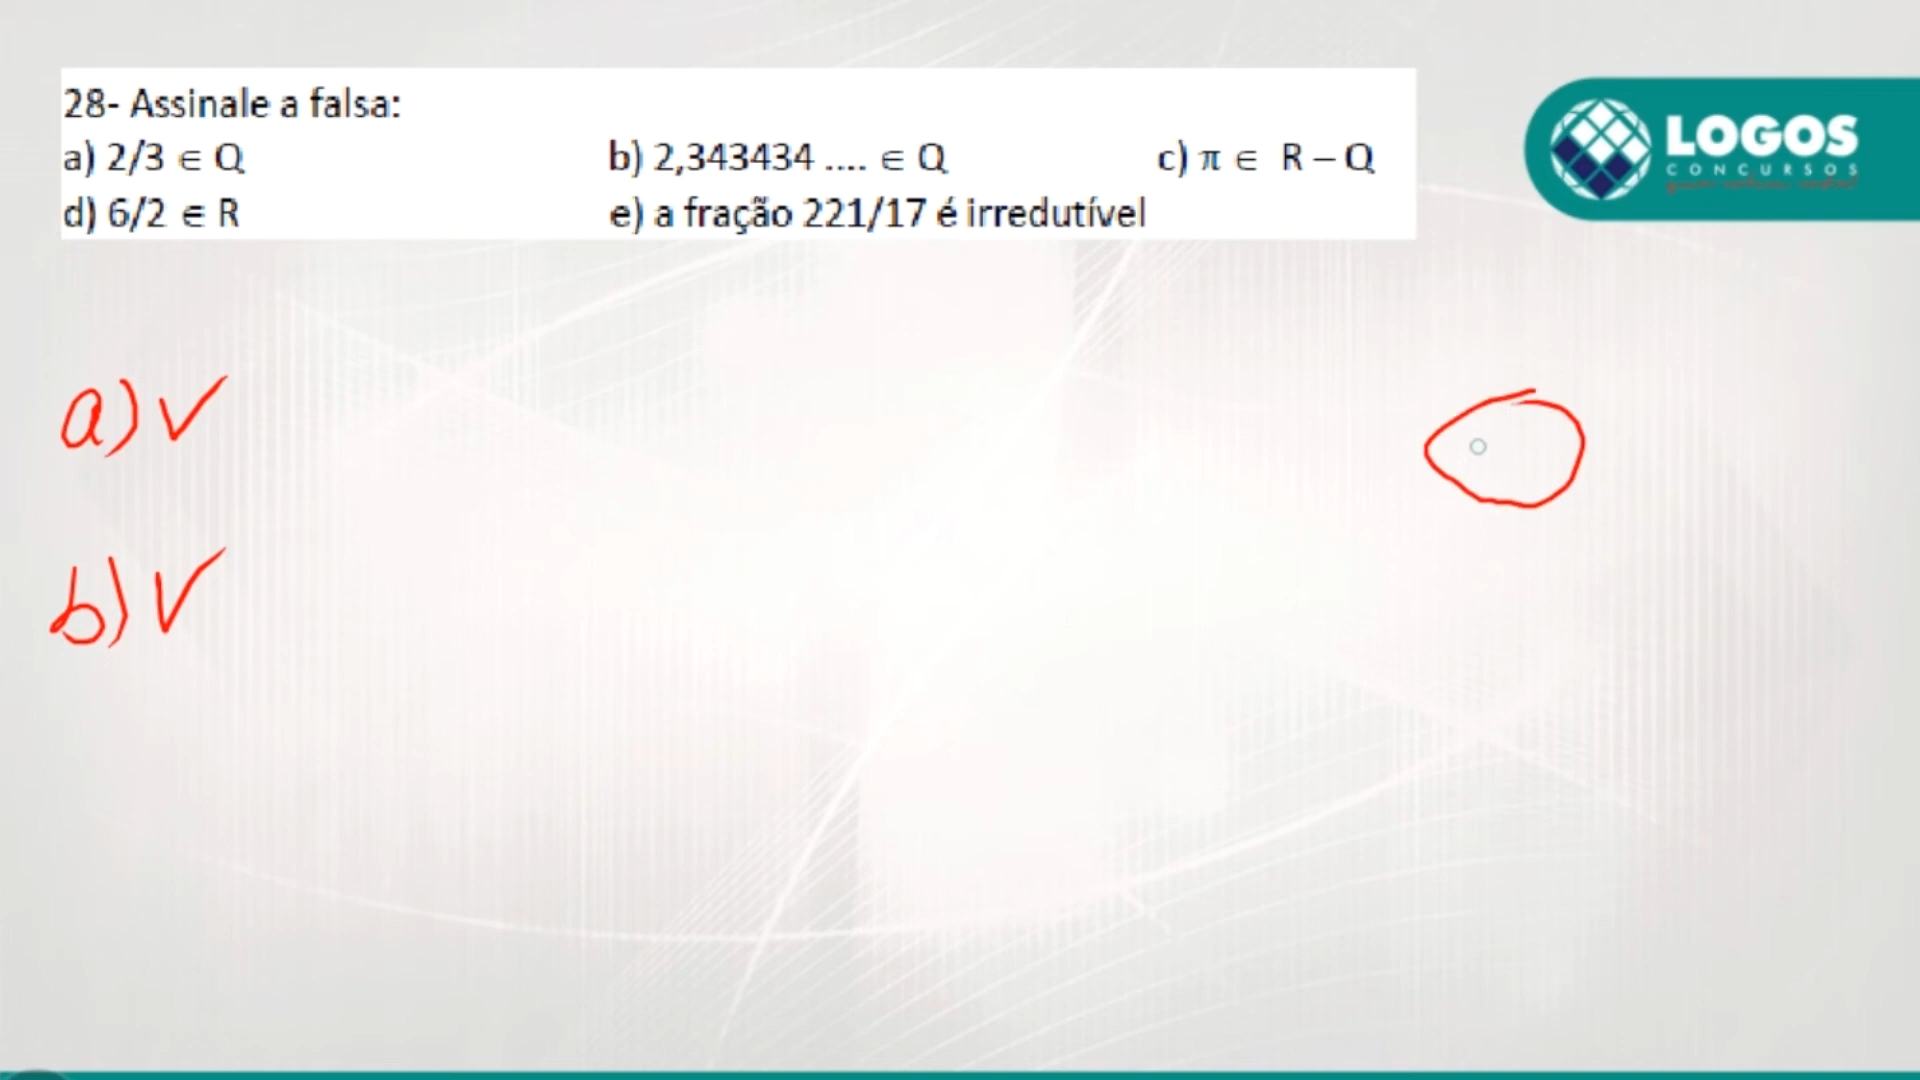 28- Assinale a falsa:
a) 2/3 ∈ Q b) 2,343434 .... ∈ Q c) π ∈ R – Q
d) 6/2 ∈ R e) a fração 221/17 é irredutível
LOGOS
CONCURSOS
a) V
b) V